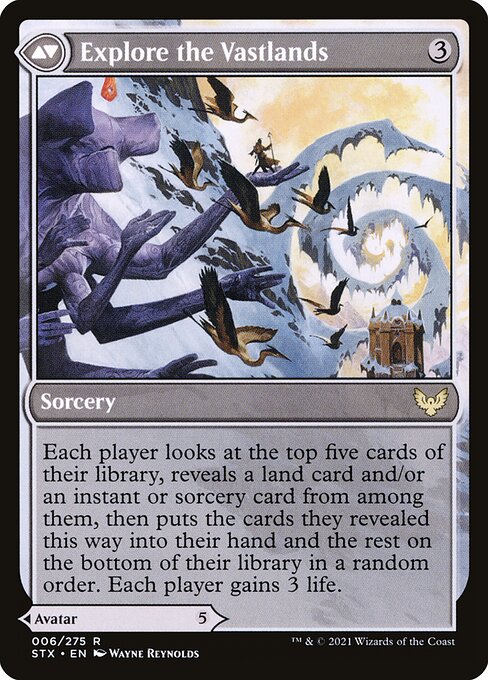 Explore the Vastlands 3
Sorcery
Each player looks at the top five cards of
their library, reveals a land card and/or
an instant or sorcery card from among
them, then puts the cards they revealed
this way into their hand and the rest on
the bottom of their library in a random
order. Each player gains 3 life.
Avatar 5
006/275 R
STX • EN Wayne Reynolds
™ & © 2021 Wizards of the Coast